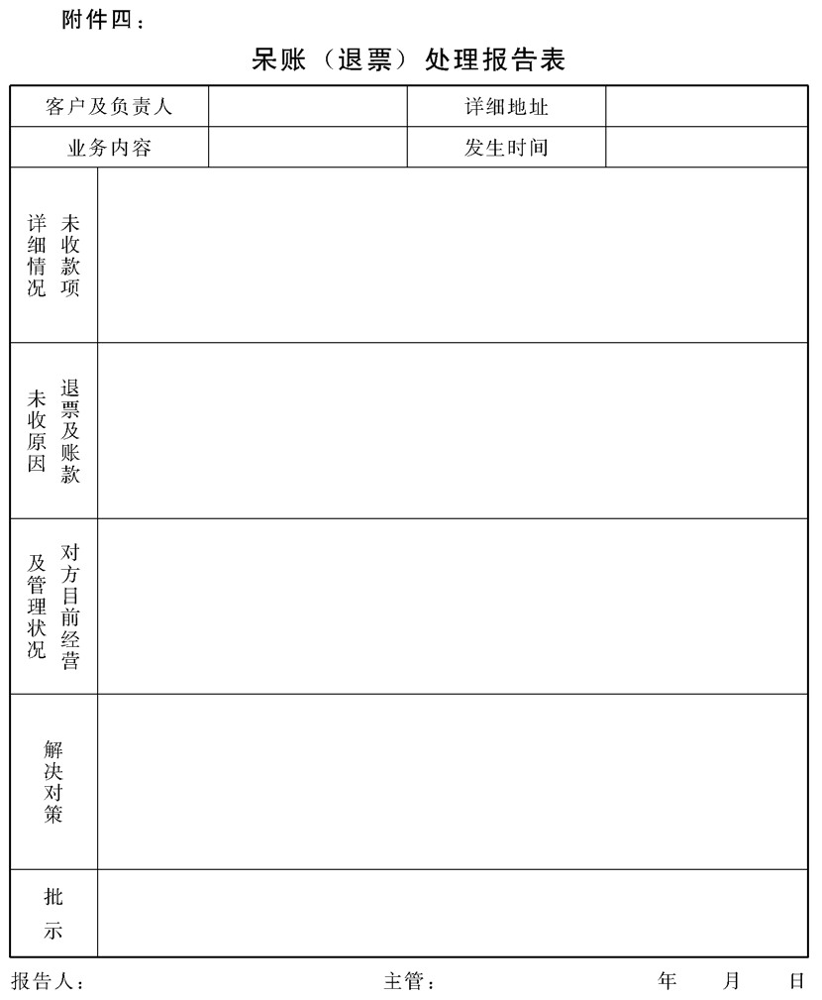 附件四：
呆账（退票）处理报告表
客户及负责人
详细地址
业务内容
发生时间
未收款项
详细情况
退票及账款
未收原因
对方目前经营
及管理状况
解决对策
批示
报告人： 主管： 年 月 日